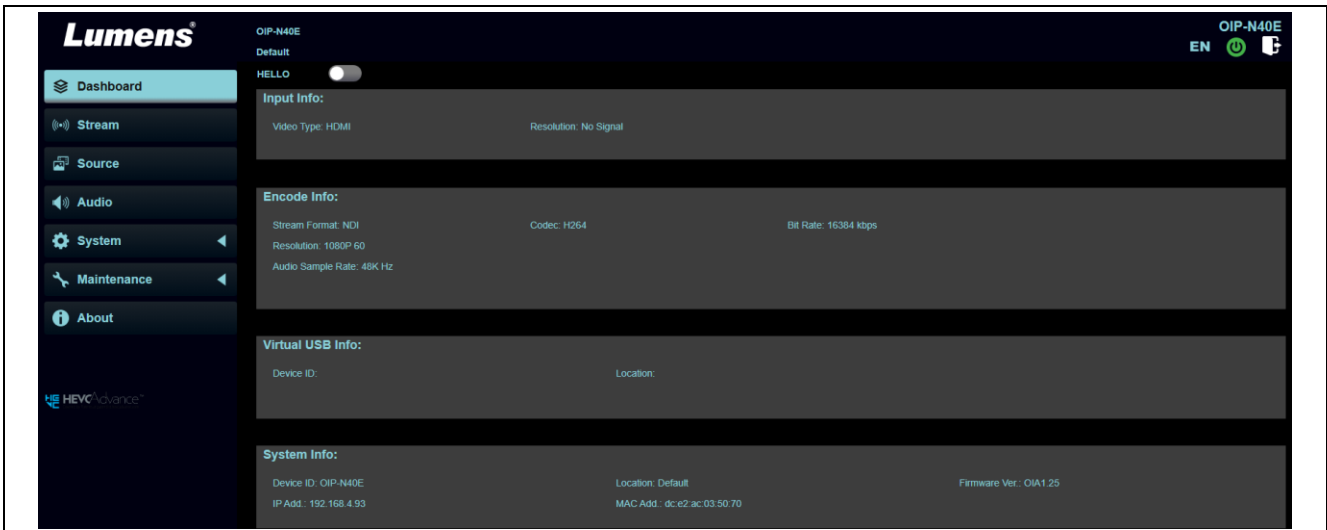 Lumens®
OIP-N40E
Default
OIP-N40E
EN
HELLO
Dashboard
Stream
Source
Audio
System
Maintenance
About
HEVC Advance™
Input Info:
Video Type: HDMI Resolution: No Signal
Encode Info:
Stream Format: NDI Codec: H264 Bit Rate: 16384 kbps
Resolution: 1080P 60
Audio Sample Rate: 48K Hz
Virtual USB Info:
Device ID: Location:
System Info:
Device ID: OIP-N40E Location: Default Firmware Ver.: OIA1.25
IP Add.: 192.168.4.93 MAC Add.: dc:e2:ac:03:50:70